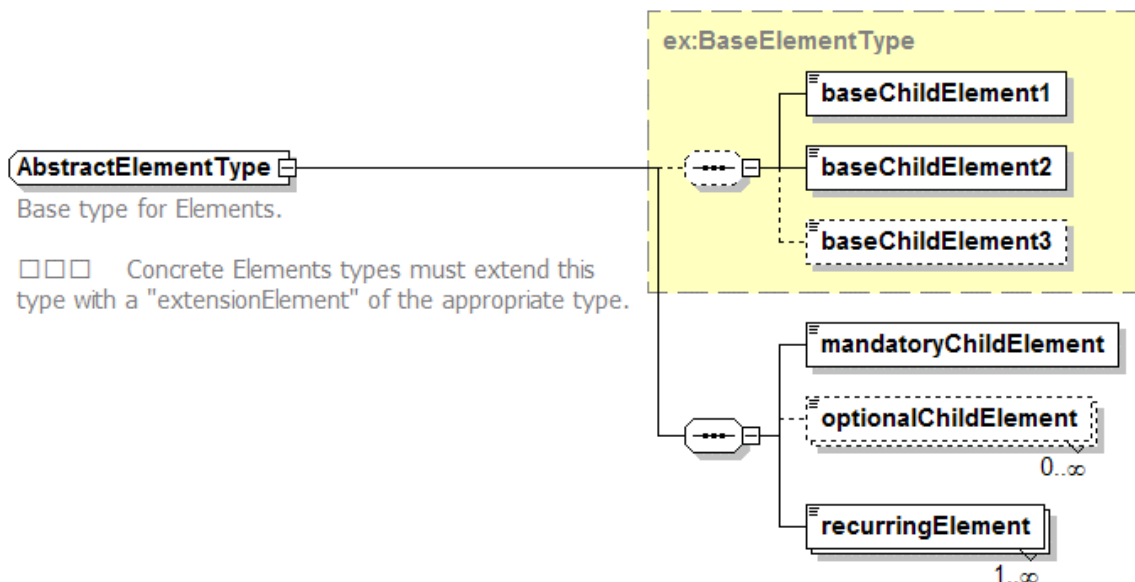 ex:BaseElementType
baseChildElement1
AbstractElementType
baseChildElement2
Base type for Elements.
baseChildElement3
□□□ Concrete Elements types must extend this
type with a "extensionElement" of the appropriate type.
mandatoryChildElement
optionalChildElement
0..∞
recurringElement
1..∞